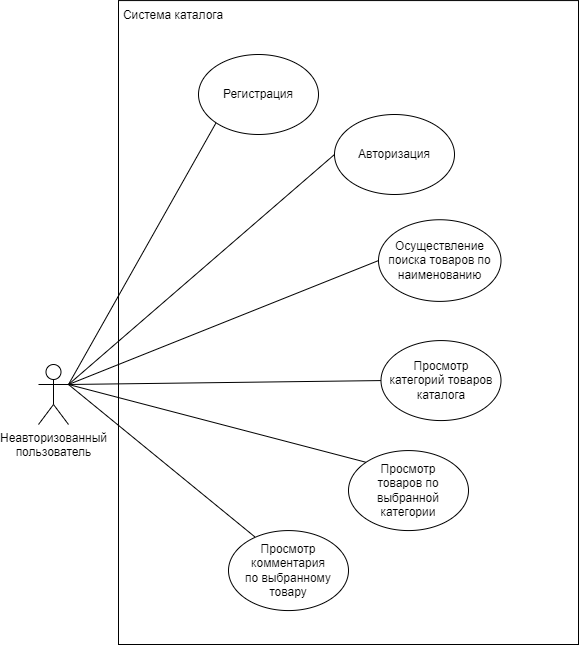 Система каталога
Регистрация
Авторизация
Осуществление
поиска товаров по
наименованию
Просмотр
категорий товаров
каталога
Неавторизованный
пользователь
Просмотр
товаров по
выбранной
категории
Просмотр
комментария
по выбранному
товару